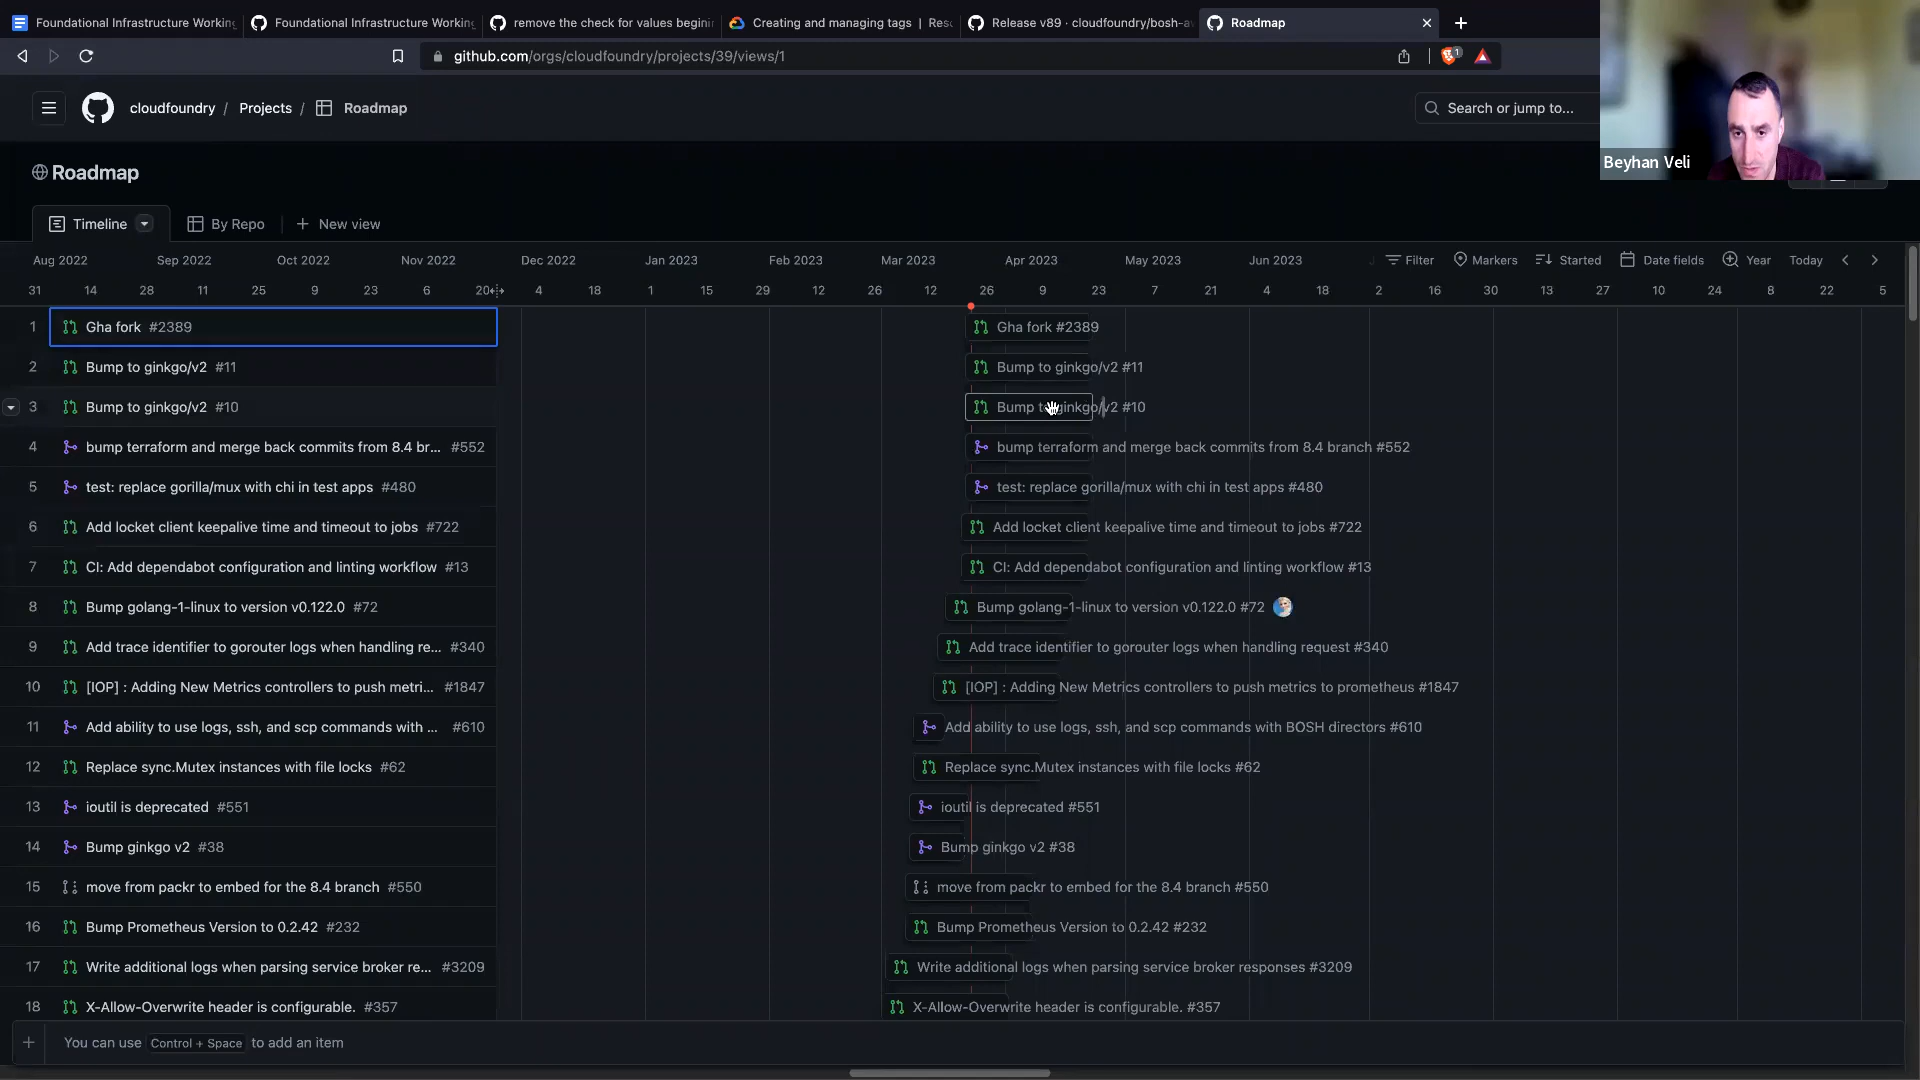 Foundational Infrastructure Working
Foundational Infrastructure Working
remove the check for values beginin
Creating and managing tags | Reso
Release v89 · cloudfoundry/bosh-aw
Roadmap
github.com/orgs/cloudfoundry/projects/39/views/1
1
cloudfoundry / Projects / Roadmap
Search or jump to...
Beyhan Veli
Roadmap
Timeline
By Repo
New view
Aug 2022 Sep 2022 Oct 2022 Nov 2022 Dec 2022 Jan 2023 Feb 2023 Mar 2023 Apr 2023 May 2023 Jun 2023
Filter Markers Started Date fields Year Today
31 14 28 11 25 9 23 6 20 4 18 1 15 29 12 26 12 26 9 23 7 21 4 18 2 16 30 13 27 10 24 8 22 5
1 Gha fork #2389 Gha fork #2389
2 Bump to ginkgo/v2 #11 Bump to ginkgo/v2 #11
3 Bump to ginkgo/v2 #10 Bump to ginkgo/v2 #10
4 bump terraform and merge back commits from 8.4 br... #552 bump terraform and merge back commits from 8.4 branch #552
5 test: replace gorilla/mux with chi in test apps #480 test: replace gorilla/mux with chi in test apps #480
6 Add locket client keepalive time and timeout to jobs #722 Add locket client keepalive time and timeout to jobs #722
7 CI: Add dependabot configuration and linting workflow #13 CI: Add dependabot configuration and linting workflow #13
8 Bump golang-1-linux to version v0.122.0 #72 Bump golang-1-linux to version v0.122.0 #72
9 Add trace identifier to gorouter logs when handling re... #340 Add trace identifier to gorouter logs when handling request #340
10 [IOP] : Adding New Metrics controllers to push metri... #1847 [IOP] : Adding New Metrics controllers to push metrics to prometheus #1847
11 Add ability to use logs, ssh, and scp commands with ... #610 Add ability to use logs, ssh, and scp commands with BOSH directors #610
12 Replace sync.Mutex instances with file locks #62 Replace sync.Mutex instances with file locks #62
13 ioutil is deprecated #551 ioutil is deprecated #551
14 Bump ginkgo v2 #38 Bump ginkgo v2 #38
15 move from packr to embed for the 8.4 branch #550 move from packr to embed for the 8.4 branch #550
16 Bump Prometheus Version to 0.2.42 #232 Bump Prometheus Version to 0.2.42 #232
17 Write additional logs when parsing service broker re... #3209 Write additional logs when parsing service broker responses #3209
18 X-Allow-Overwrite header is configurable. #357 X-Allow-Overwrite header is configurable. #357
You can use Control + Space to add an item